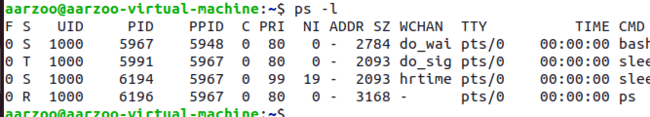 aarzoo@aarzoo-virtual-machine:~$ ps -l
F S   UID     PID    PPID  C PRI  NI ADDR SZ WCHAN  TTY          TIME CMD
0 S  1000    5967    5948  0  80   0 -  2784 do_wai pts/0    00:00:00 bash
0 T  1000    5991    5967  0  80   0 -  2093 do_sig pts/0    00:00:00 slee
0 S  1000    6194    5967  0  99  19 -  2093 hrtime pts/0    00:00:00 slee
0 R  1000    6196    5967  0  80   0 -  3168 -      pts/0    00:00:00 ps
aarzoo@aarzoo-virtual-machine:~$